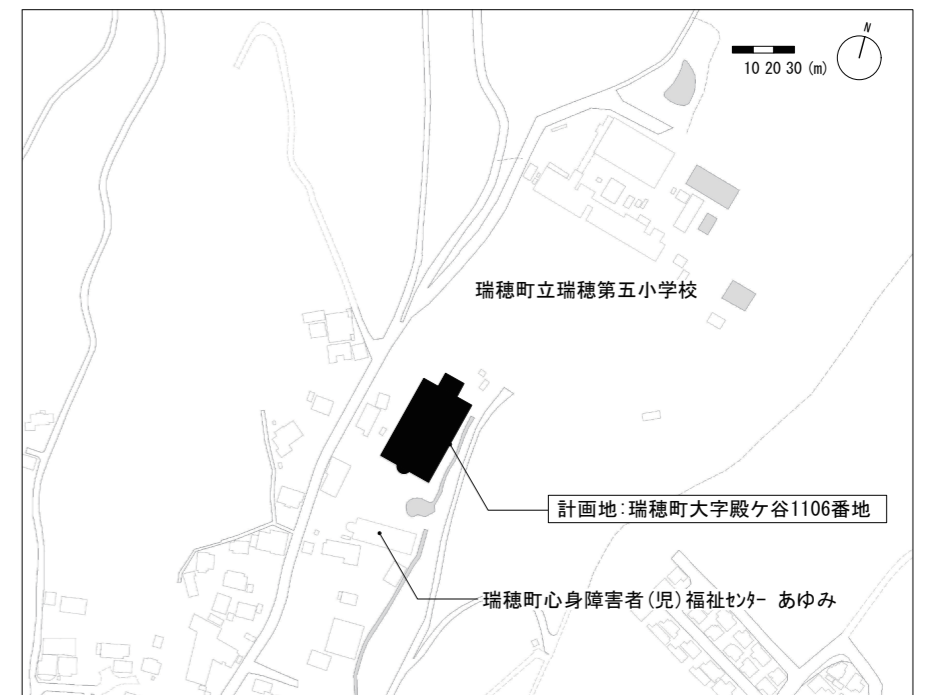 N
10 20 30 (m)
瑞穂町立瑞穂第五小学校
計画地:瑞穂町大字殿ケ谷1106番地
瑞穂町心身障害者(児)福祉ｾﾝﾀｰ あゆみ